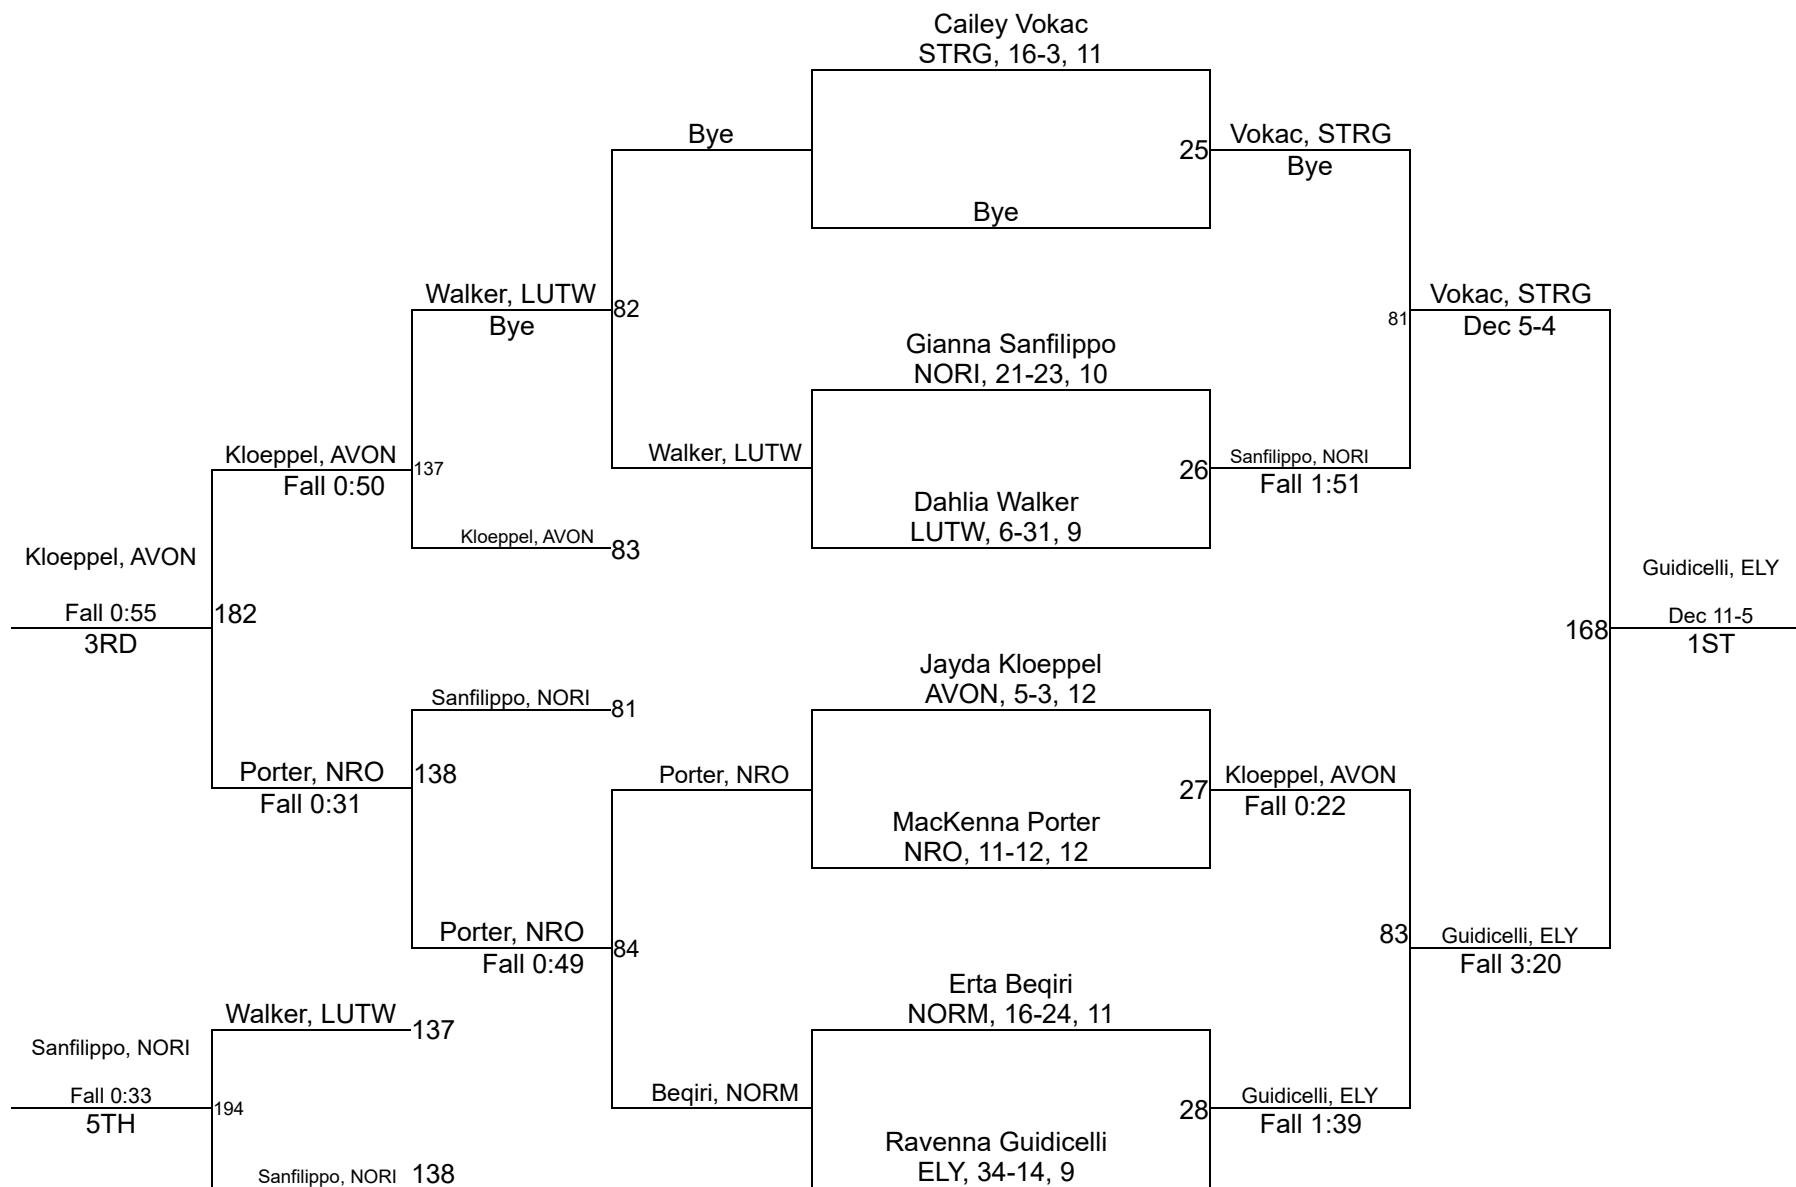 Cailey Vokac
STRG, 16-3, 11
Bye
25
Vokac, STRG
Bye
Bye
Walker, LUTW
Bye
82
Vokac, STRG
Dec 5-4
81
Gianna Sanfilippo
NORI, 21-23, 10
Kloeppel, AVON
Fall 0:50
137
Walker, LUTW
26
Sanfilippo, NORI
Fall 1:51
Dahlia Walker
LUTW, 6-31, 9
Kloeppel, AVON
83
Kloeppel, AVON
Fall 0:55
3RD
182
Guidicelli, ELY
Dec 11-5
1ST
168
Jayda Kloeppel
AVON, 5-3, 12
Sanfilippo, NORI
81
Porter, NRO
Fall 0:31
138
Porter, NRO
27
Kloeppel, AVON
Fall 0:22
MacKenna Porter
NRO, 11-12, 12
Porter, NRO
Fall 0:49
84
83
Guidicelli, ELY
Fall 3:20
Erta Beqiri
NORM, 16-24, 11
Walker, LUTW
137
Sanfilippo, NORI
Fall 0:33
5TH
194
Beqiri, NORM
28
Guidicelli, ELY
Fall 1:39
Ravenna Guidicelli
ELY, 34-14, 9
Sanfilippo, NORI
138